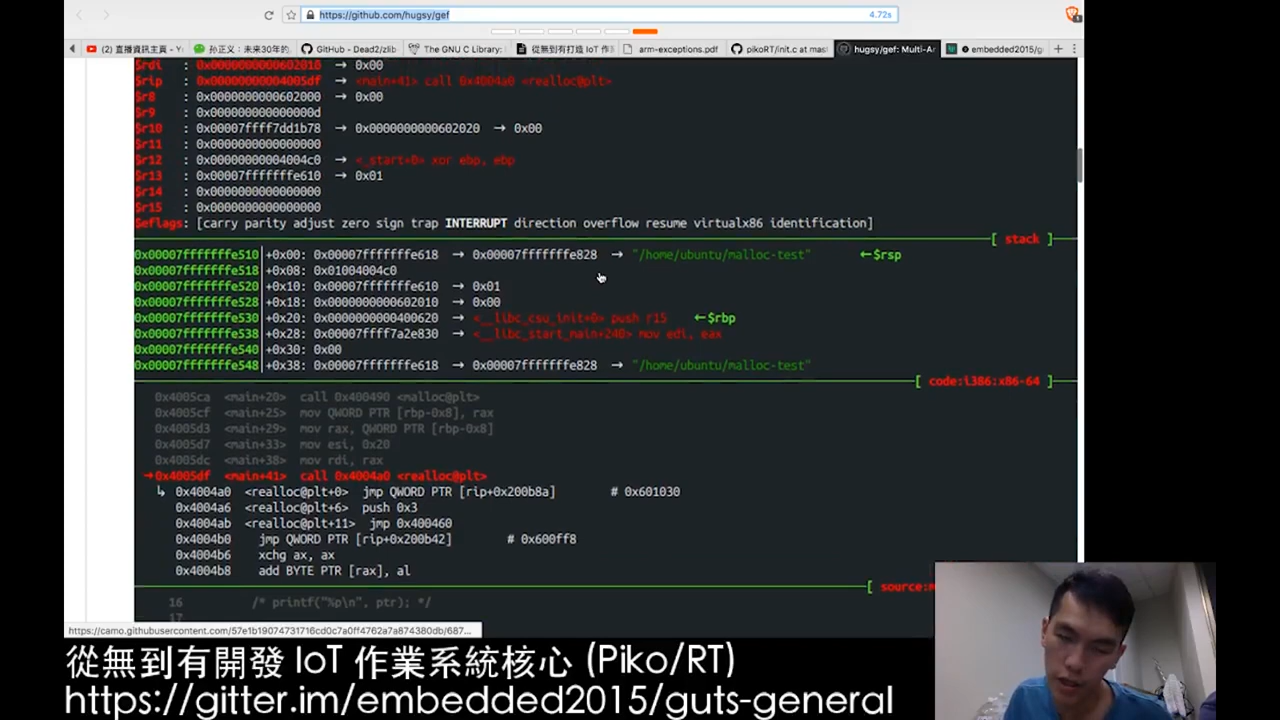 https://github.com/hugsy/gef
4.72s
(2) 直播資訊主頁 - Y
孙正义：未来30年的
GitHub - Dead2/zlib
The GNU C Library:
從無到有打造 IoT 作
arm-exceptions.pdf
pikoRT/init.c at mast
hugsy/gef: Multi-Ar
embedded2015/gu
$rdi : 0x0000000000602010 → 0x00
$rip : 0x00000000004005df → <main+41> call 0x4004a0 <realloc@plt>
$r8 : 0x0000000000602000 → 0x00
$r9 : 0x000000000000000d
$r10 : 0x00007ffff7dd1b78 → 0x0000000000602020 → 0x00
$r11 : 0x0000000000000000
$r12 : 0x00000000004004c0 → <_start+0> xor ebp, ebp
$r13 : 0x00007fffffffe610 → 0x01
$r14 : 0x0000000000000000
$r15 : 0x0000000000000000
$eflags: [carry parity adjust zero sign trap INTERRUPT direction overflow resume virtualx86 identification]
[ stack ]
0x00007fffffffe510│+0x00: 0x00007fffffffe618 → 0x00007fffffffe828 → "/home/ubuntu/malloc-test" ←$rsp
0x00007fffffffe518│+0x08: 0x01004004c0
0x00007fffffffe520│+0x10: 0x00007fffffffe610 → 0x01
0x00007fffffffe528│+0x18: 0x0000000000602010 → 0x00
0x00007fffffffe530│+0x20: 0x0000000000400620 → <__libc_csu_init+0> push r15 ←$rbp
0x00007fffffffe538│+0x28: 0x00007ffff7a2e830 → <__libc_start_main+240> mov edi, eax
0x00007fffffffe540│+0x30: 0x00
0x00007fffffffe548│+0x38: 0x00007fffffffe618 → 0x00007fffffffe828 → "/home/ubuntu/malloc-test"
[ code:i386:x86-64 ]
0x4005ca <main+20> call 0x400490 <malloc@plt>
0x4005cf <main+25> mov QWORD PTR [rbp-0x8], rax
0x4005d3 <main+29> mov rax, QWORD PTR [rbp-0x8]
0x4005d7 <main+33> mov esi, 0x20
0x4005dc <main+38> mov rdi, rax
→0x4005df <main+41> call 0x4004a0 <realloc@plt>
↳ 0x4004a0 <realloc@plt+0> jmp QWORD PTR [rip+0x200b8a] # 0x601030
0x4004a6 <realloc@plt+6> push 0x3
0x4004ab <realloc@plt+11> jmp 0x400460
0x4004b0 jmp QWORD PTR [rip+0x200b42] # 0x600ff8
0x4004b6 xchg ax, ax
0x4004b8 add BYTE PTR [rax], al
[ source:m
16 /* printf("%p\n", ptr); */
17
https://camo.githubusercontent.com/57e1b19074731716cd0c7a0ff4762a7a874380db/687...
從無到有開發 IoT 作業系統核心 (Piko/RT)
https://gitter.im/embedded2015/guts-general